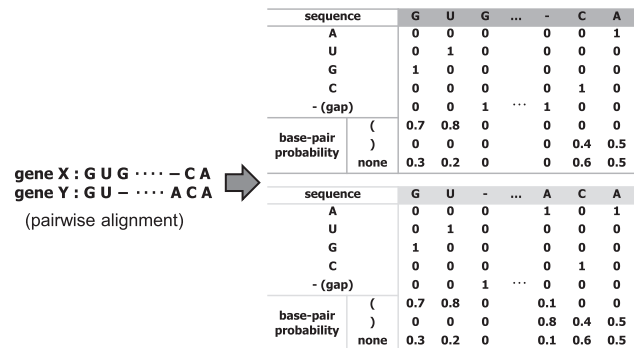 sequence G U G ... - C A
A 0 0 0 0 0 1
U 0 1 0 0 0 0
G 1 0 0 0 0 0
C 0 0 0 0 1 0
- (gap) 0 0 1 ... 1 0 0
base-pair probability
( 0.7 0.8 0 0 0 0
) 0 0 0 0 0.4 0.5
none 0.3 0.2 0 0 0.6 0.5
gene X : G U G ···· – C A
gene Y : G U – ···· A C A
(pairwise alignment)
sequence G U - ... A C A
A 0 0 0 1 0 1
U 0 1 0 0 0 0
G 1 0 0 0 0 0
C 0 0 0 0 1 0
- (gap) 0 0 1 ... 0 0 0
base-pair probability
( 0.7 0.8 0 0.1 0 0
) 0 0 0 0.8 0.4 0.5
none 0.3 0.2 0 0.1 0.6 0.5